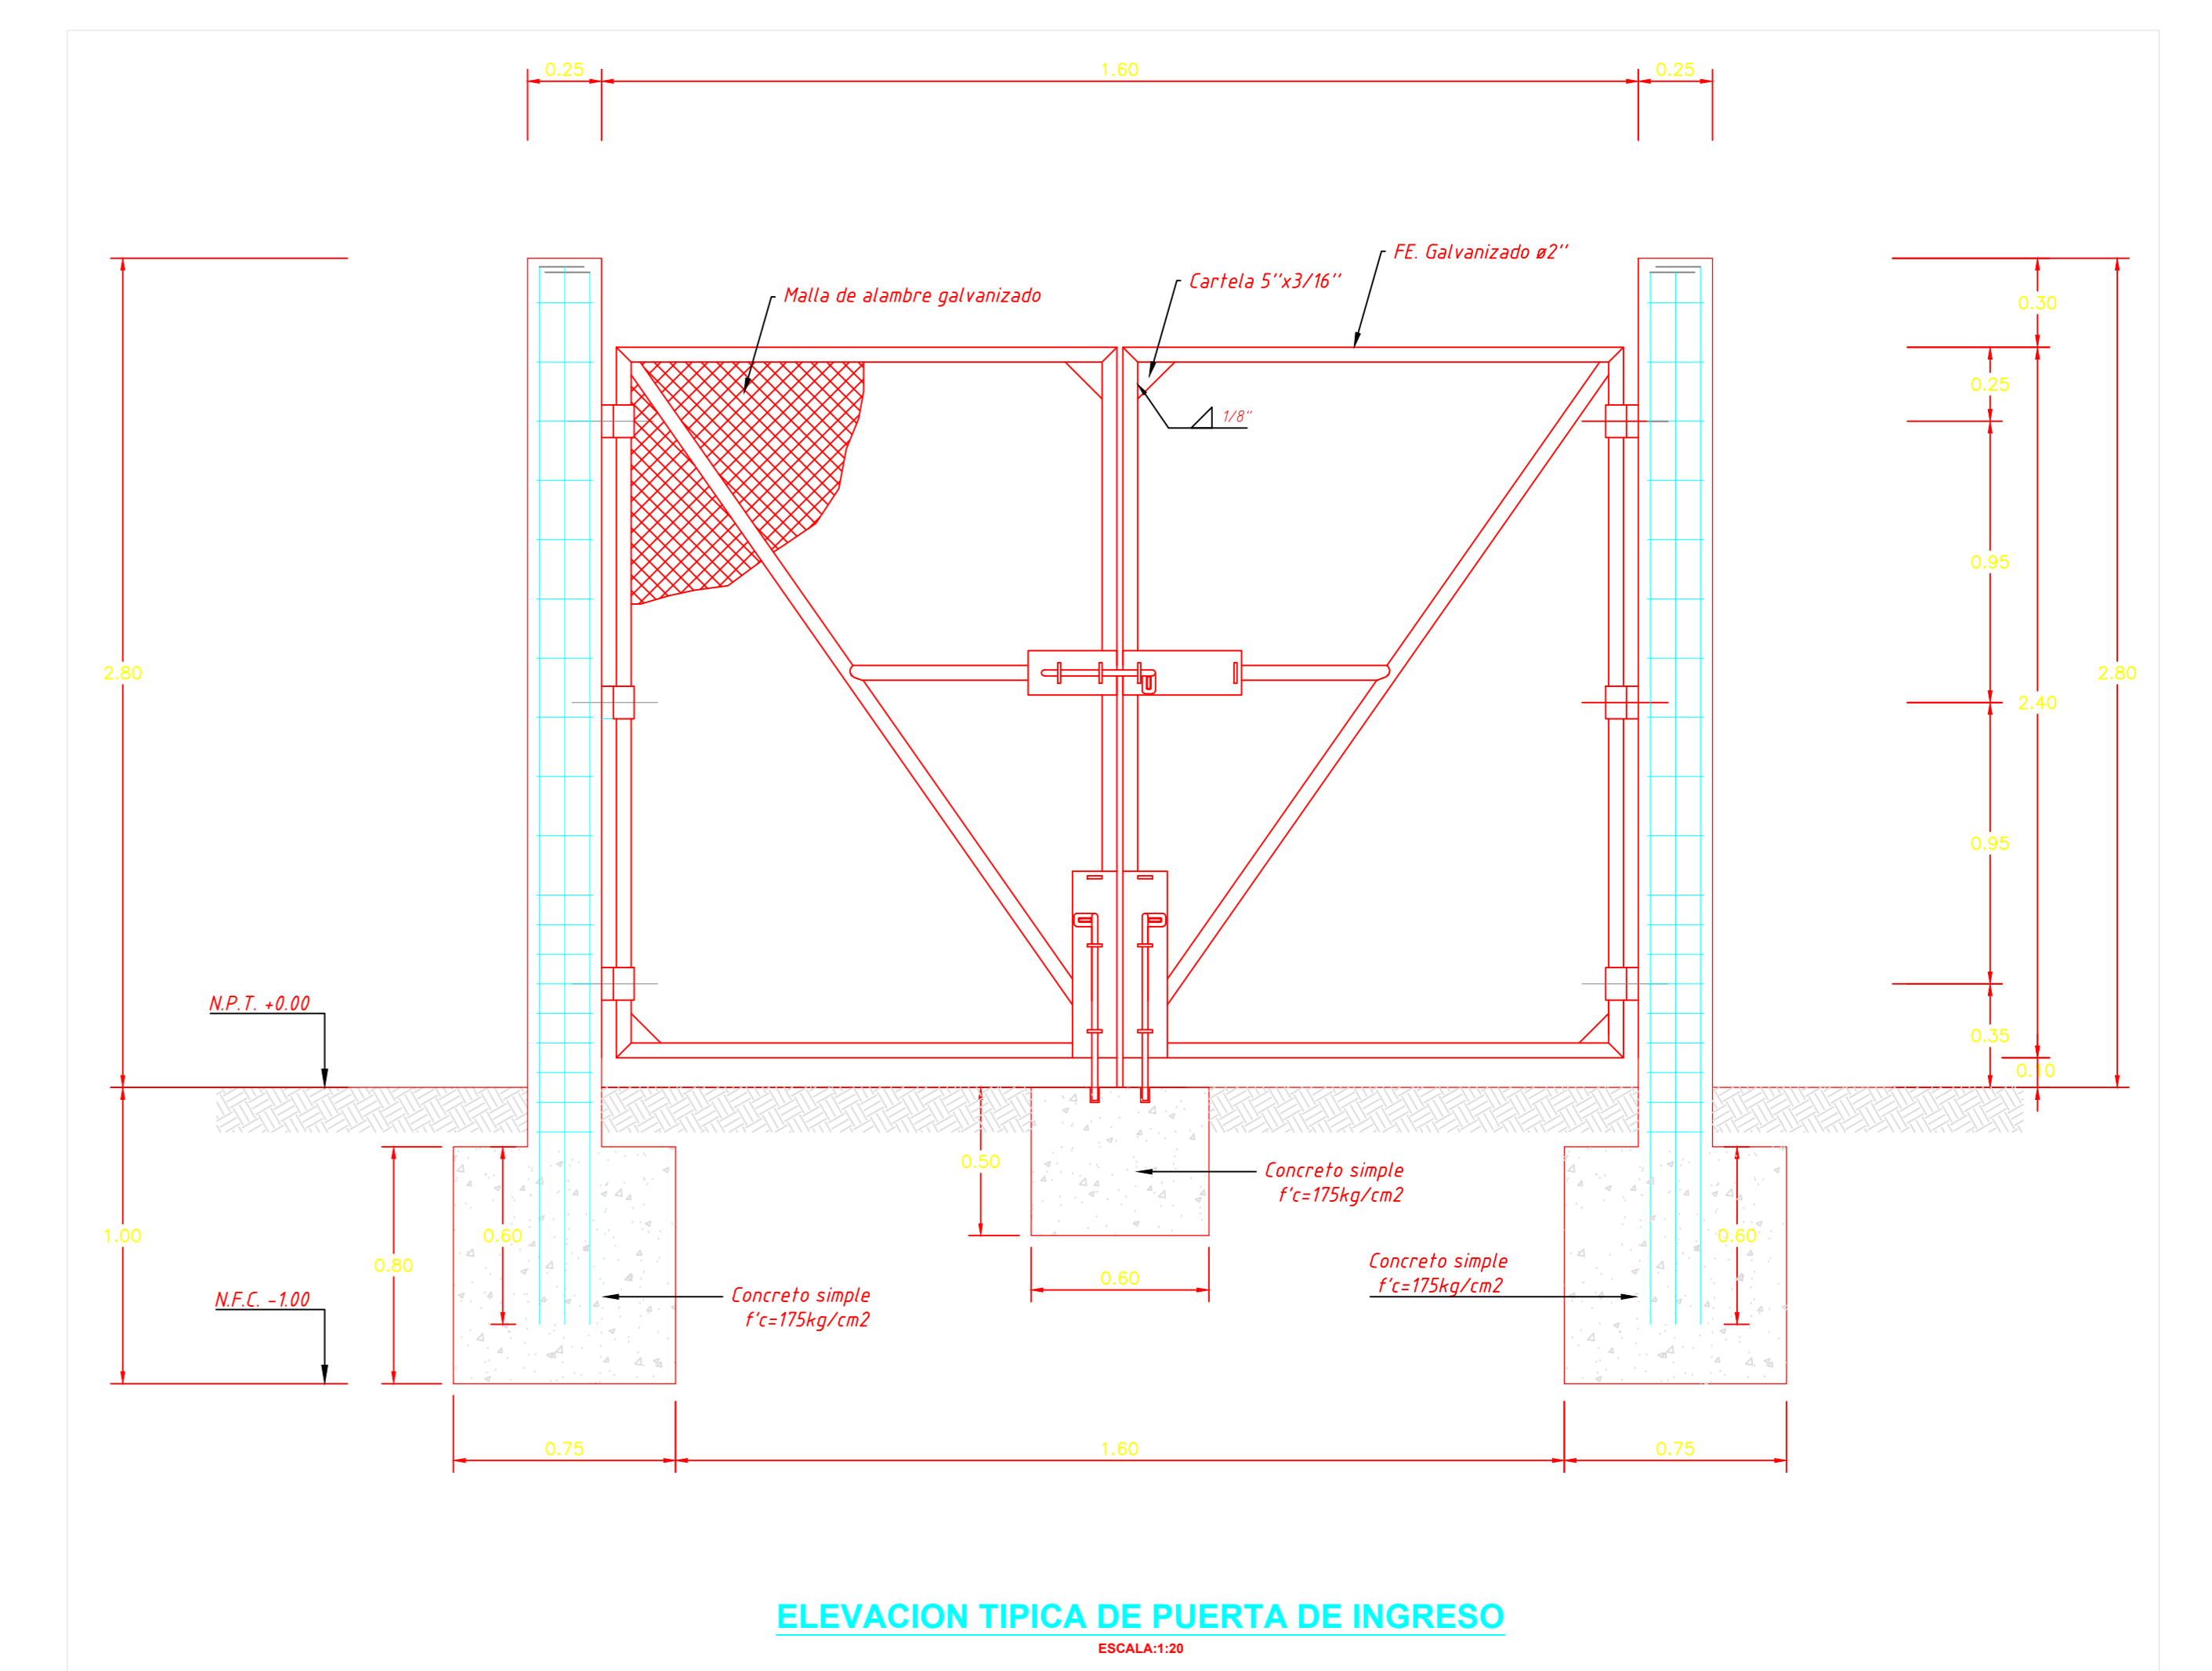 0.25
1.60
0.25
FE. Galvanizado ø2''
Cartela 5''x3/16''
Malla de alambre galvanizado
0.30
0.25
1/8"
0.95
2.80
2.80
2.40
0.95
N.P.T. +0.00
0.35
0.10
0.50
Concreto simple
f'c=175kg/cm2
1.00
0.60
0.60
0.80
Concreto simple
f'c=175kg/cm2
0.60
N.F.C. -1.00
Concreto simple
f'c=175kg/cm2
0.75
1.60
0.75
ELEVACION TIPICA DE PUERTA DE INGRESO
ESCALA:1:20